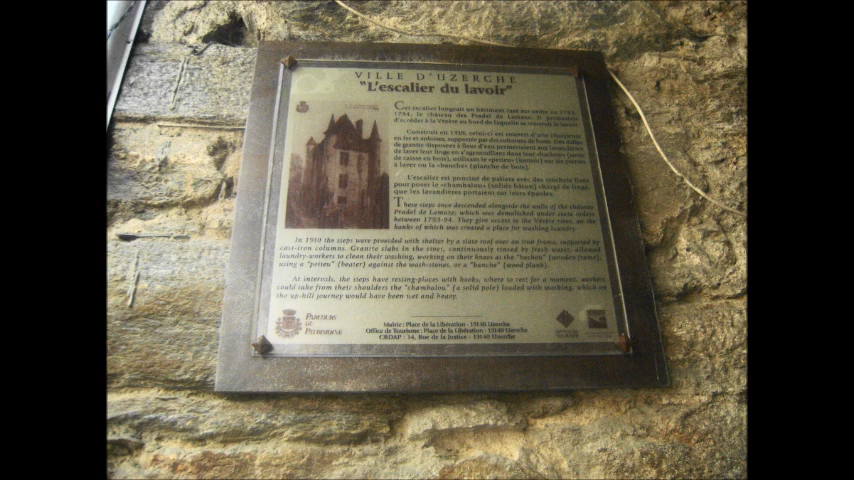 VILLE D'UZERCHE
"L'escalier du lavoir"
Cet escalier longeait un bâtiment rasé sur ordre en 1793-
1794, le château des Pradel de Lamaze. Il permettait
d'accéder à la Vézère au bord de laquelle se trouvait le lavoir.
Construit en 1910, celui-ci est couvert d'une charpente
en fer et ardoises, supportée par des colonnes de fonte. Des dalles
de granite disposées à fleur d'eau permettaient aux lavandières
de laver leur linge en s'agenouillant dans leur «bachou» (sorte
de caisse en bois), utilisant le «peiteu» (battoir) sur les pierres
à laver ou la «banche» (planche de bois).
L'escalier est ponctué de paliers avec des crochets fixés
pour poser le «chambalou» (solide bâton) chargé de linge,
que les lavandières portaient sur leurs épaules.
These steps once descended alongside the walls of the château
Pradel de Lamaze, which was demolished under state orders
between 1793-94. They give access to the Vézère river, on the
banks of which was created a place for washing laundry.
In 1910 the steps were provided with shelter by a slate roof over an iron frame, supported by
cast-iron columns. Granite slabs in the river, continuously rinsed by fresh water, allowed
laundry-workers to clean their washing, working on their knees as the "bachou" (wooden frame),
using a "peiteu" (beater) against the wash-stones, or a "banche" (wood plank).
At intervals, the steps have resting-places with hooks, where to rest for a moment, workers
could take from their shoulders the "chambalou" (a solid pole) loaded with washing, which on
the up-hill journey would have been wet and heavy.
PARCOURS
DU
PATRIMOINE
Mairie : Place de la Libération - 19140 Uzerche
Office de Tourisme : Place de la Libération - 19140 Uzerche
CRDAP : 14, Rue de la Justice - 19140 Uzerche